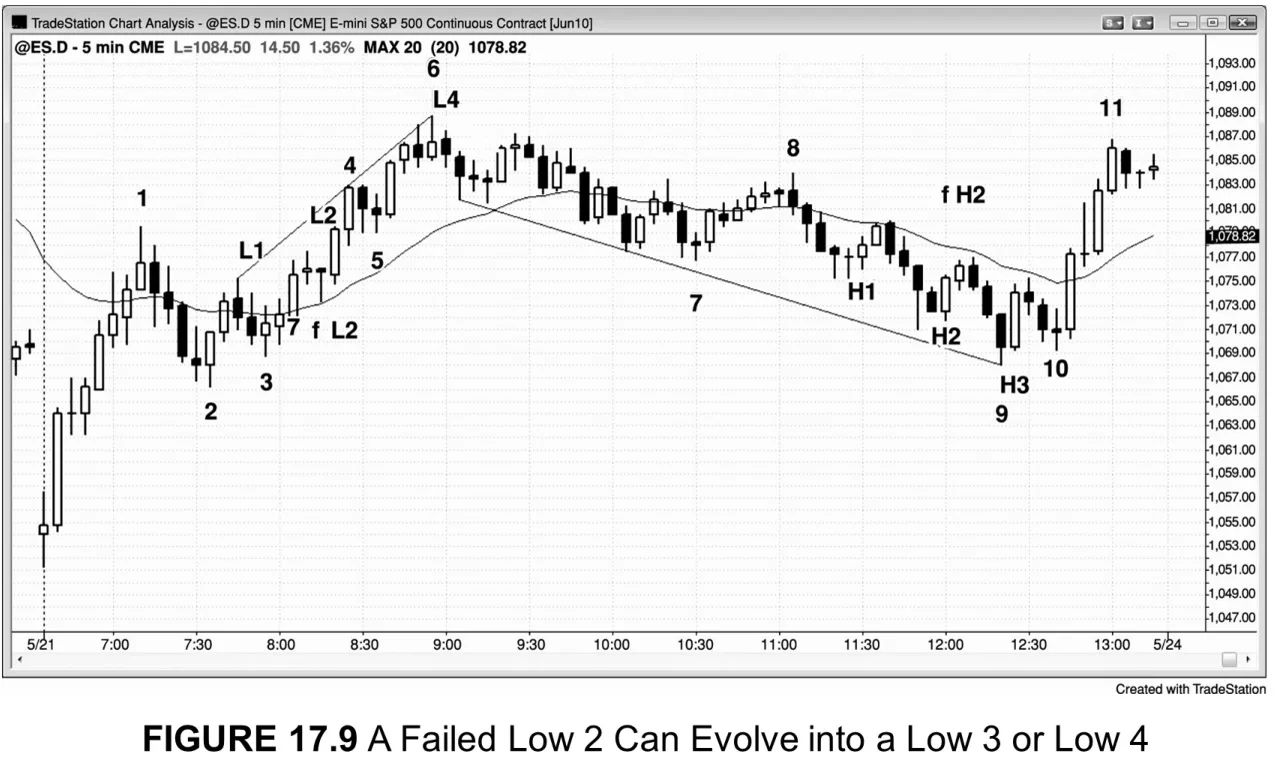 TradeStation Chart Analysis - @ES.D 5 min [CME] E-mini S&P 500 Continuous Contract [Jun10]
S I
@ES.D - 5 min CME L=1084.50 14.50 1.36% MAX 20 (20) 1078.82
6
L4
11
1
4
8
f H2
L2
L1
5
H1
7
7 f L2
H2
3
10
H3
2
9
1,093.00
1,091.00
1,089.00
1,087.00
1,085.00
1,083.00
1,081.00
1,078.82
1,077.00
1,075.00
1,073.00
1,071.00
1,069.00
1,067.00
1,065.00
1,063.00
1,061.00
1,059.00
1,057.00
1,055.00
1,053.00
1,051.00
1,049.00
1,047.00
5/21 7:00 7:30 8:00 8:30 9:00 9:30 10:00 10:30 11:00 11:30 12:00 12:30 13:00 5/24
Created with TradeStation
FIGURE 17.9 A Failed Low 2 Can Evolve into a Low 3 or Low 4